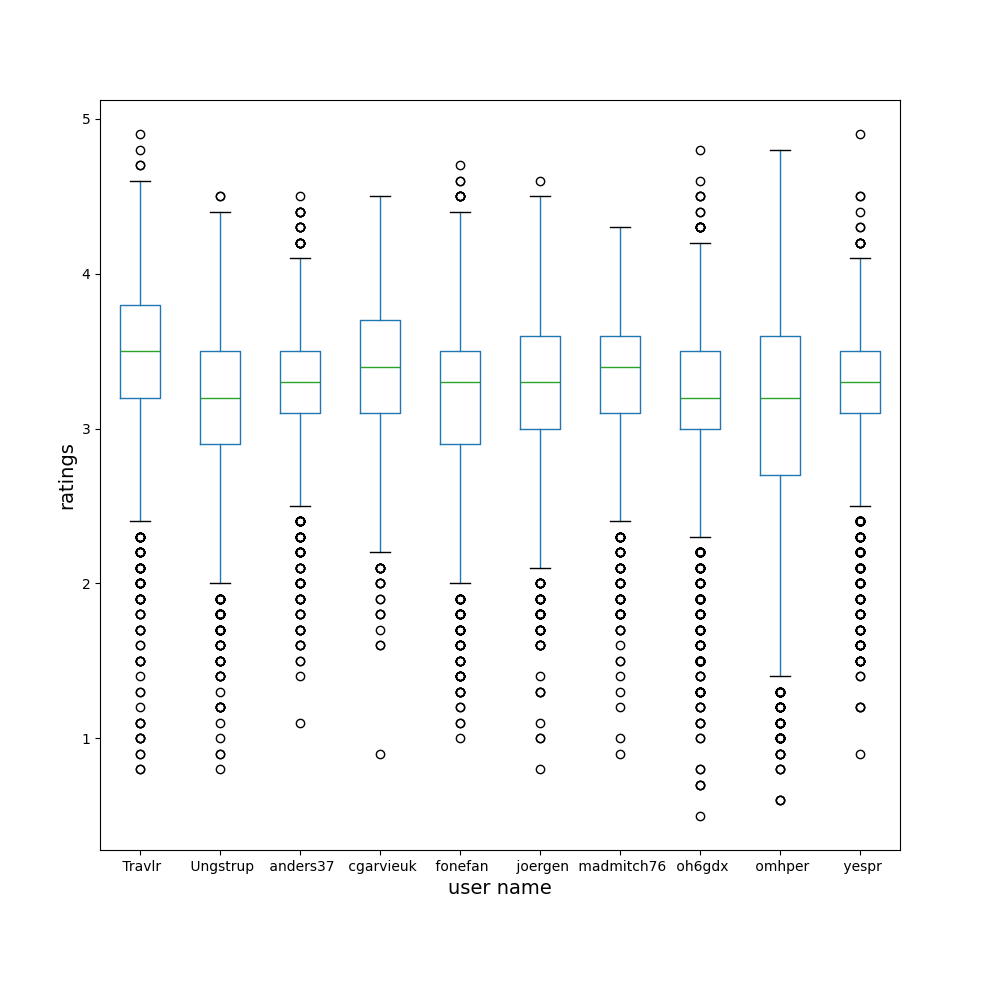 5
4
3
2
1
ratings
Travlr Ungstrup anders37 cgarvieuk fonefan joergen madmitch76 oh6gdx omhper yespr
user name